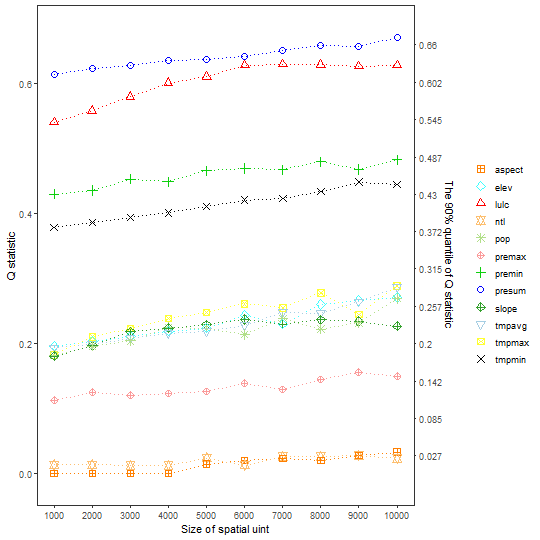 Q statistic
0.6
0.4
0.2
0.0
1000 2000 3000 4000 5000 6000 7000 8000 9000 10000
Size of spatial uint
0.66
0.602
0.545
0.487
0.43
0.372
0.315
0.257
0.2
0.142
0.085
0.027
The 90% quantile of Q statistic
aspect
elev
lulc
ntl
pop
premax
premin
presum
slope
tmpavg
tmpmax
tmpmin